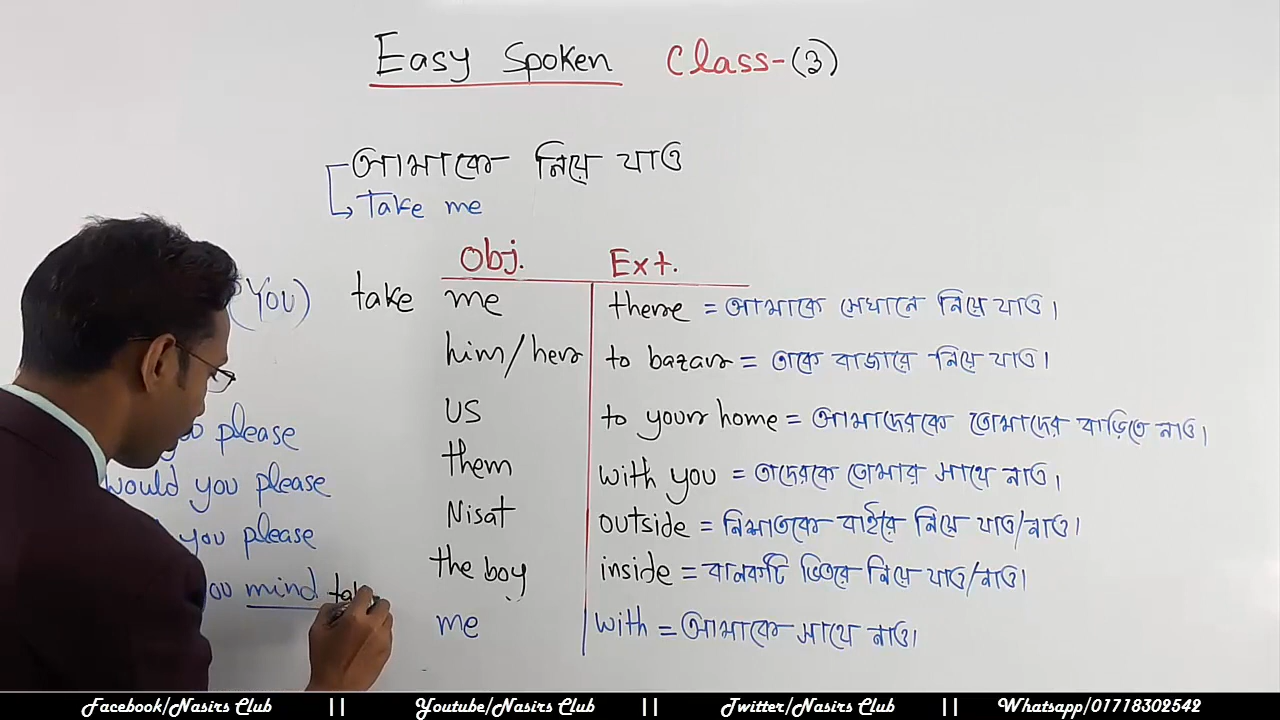 Easy Spoken Class-(3)
আমাকে নিয়ে যাও
Take me
Obj. Ext.
You) take me there = আমাকে সেখানে নিয়ে যাও।
him/her to bazar = তাকে বাজারে নিয়ে যাও।
us to your home = আমাদেরকে তোমাদের বাড়িতে নাও।
please
them with you = তাদেরকে তোমার সাথে নাও।
would you please
Nisat outside = নিশাতকে বাইরে নিয়ে যাও/নাও।
you please
the boy inside = বালকটি ভিতরে নিয়ে যাও/নাও।
mind
me with = আমাকে সাথে নাও।
Facebook/Nasirs Club || Youtube/Nasirs Club || Twitter/Nasirs Club || Whatsapp/01718302542